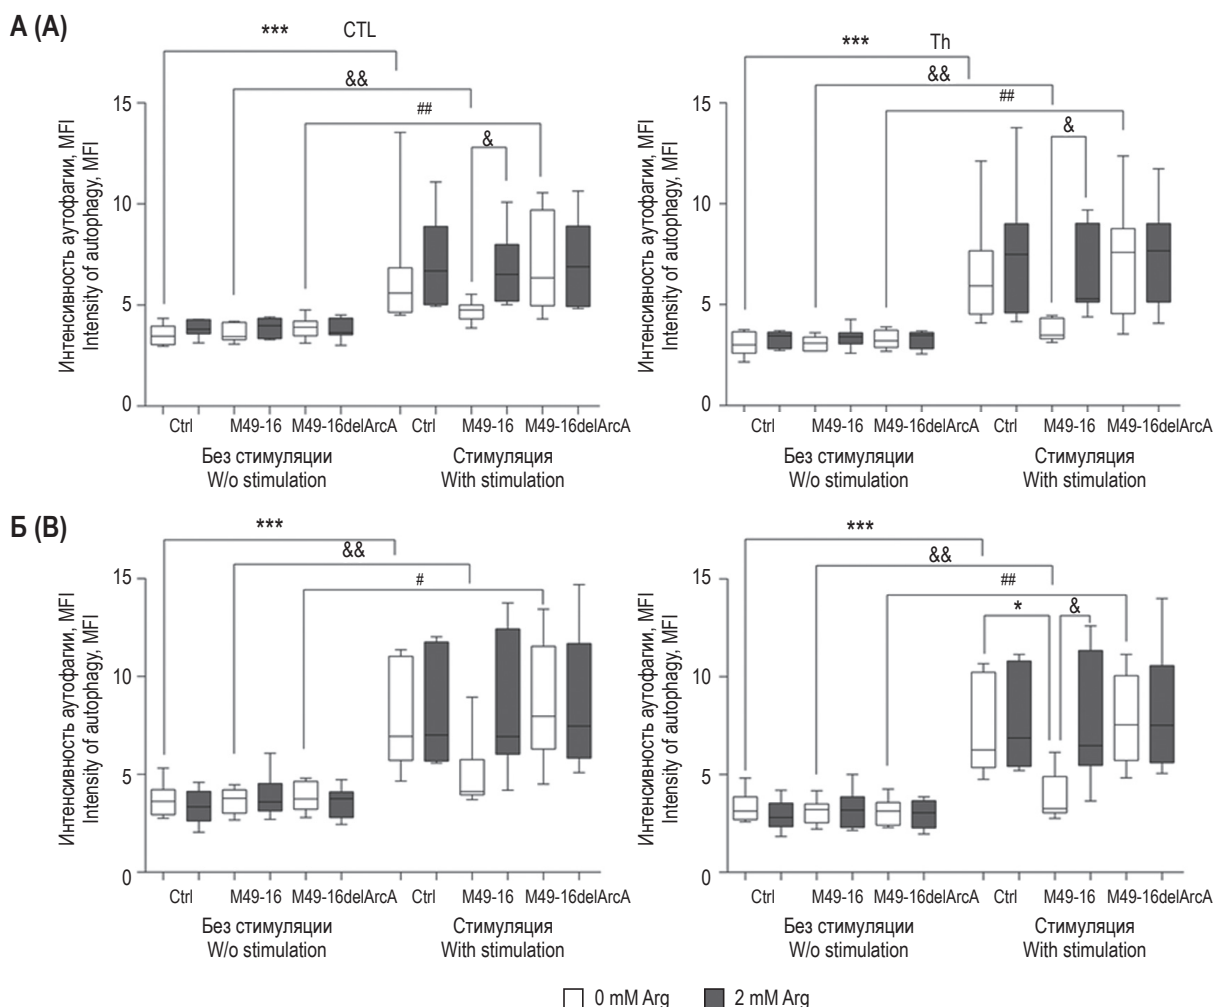 А (A)
*** CTL
&&
##
&
15
10
5
0
Интенсивность аутофагии, MFI
Intensity of autophagy, MFI
Ctrl M49-16 M49-16delArcA Ctrl M49-16 M49-16delArcA
Без стимуляции Стимуляция
W/o stimulation With stimulation
*** Th
&&
##
&
15
10
5
0
Интенсивность аутофагии, MFI
Intensity of autophagy, MFI
Ctrl M49-16 M49-16delArcA Ctrl M49-16 M49-16delArcA
Без стимуляции Стимуляция
W/o stimulation With stimulation
Б (B)
***
&&
#
15
10
5
0
Интенсивность аутофагии, MFI
Intensity of autophagy, MFI
Ctrl M49-16 M49-16delArcA Ctrl M49-16 M49-16delArcA
Без стимуляции Стимуляция
W/o stimulation With stimulation
***
&&
##
* &
15
10
5
0
Интенсивность аутофагии, MFI
Intensity of autophagy, MFI
Ctrl M49-16 M49-16delArcA Ctrl M49-16 M49-16delArcA
Без стимуляции Стимуляция
W/o stimulation With stimulation
0 mM Arg 2 mM Arg